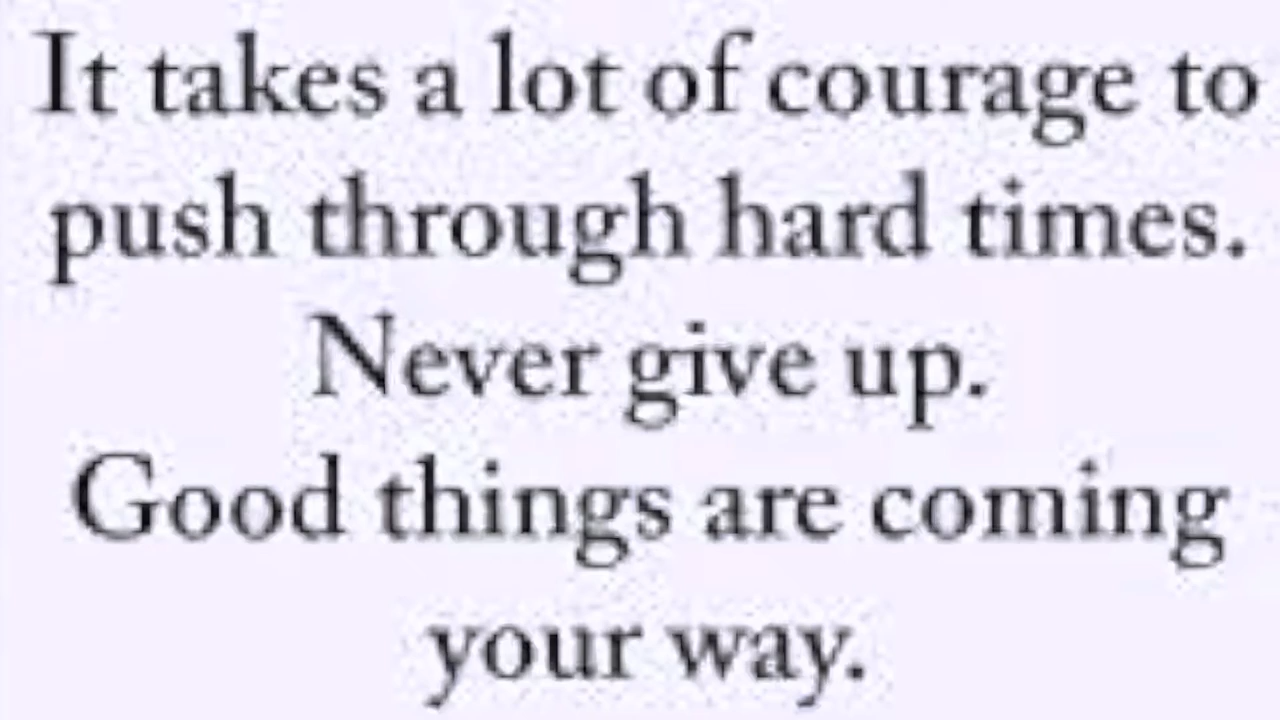 It takes a lot of courage to
push through hard times.
Never give up.
Good things are coming
your way.